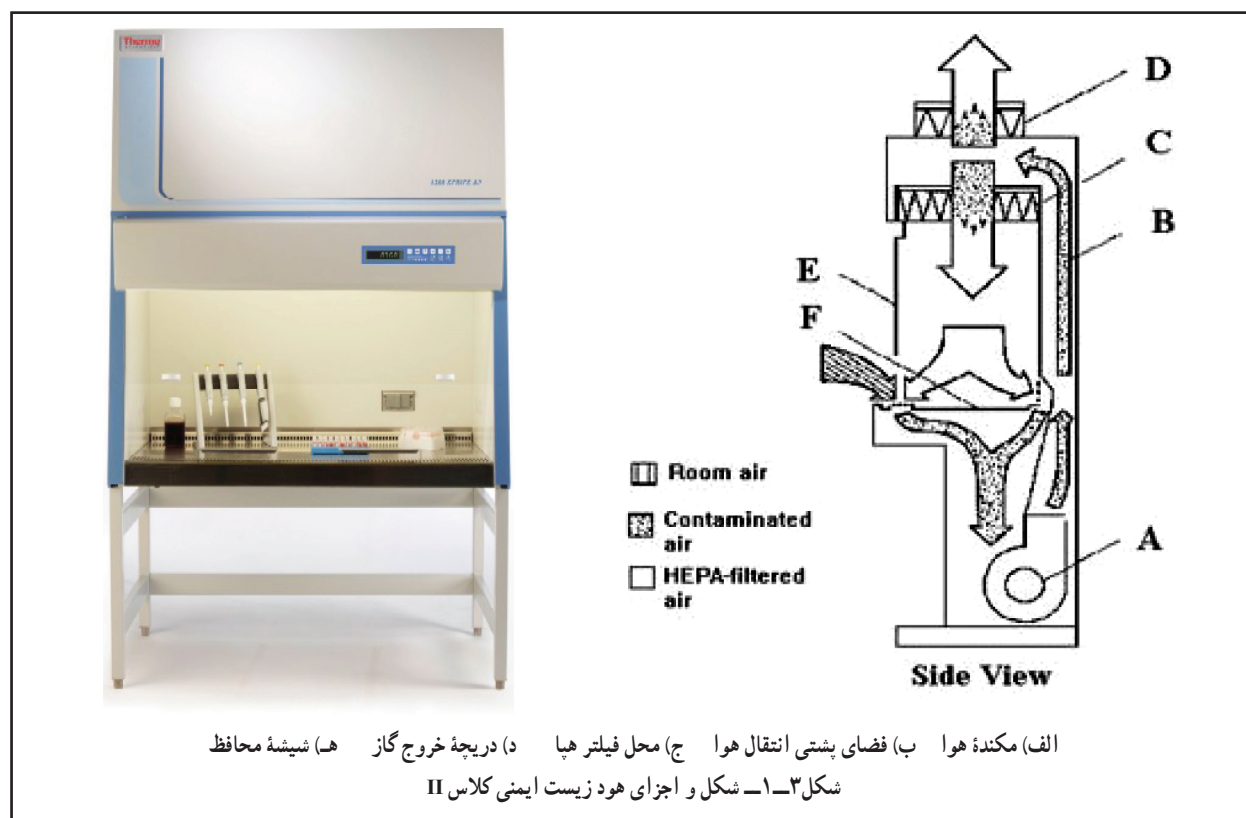 Thermo
D
C
B
E
F
Room air
Contaminated
air
HEPA-filtered
air
A
Side View
الف) مکندهٔ هوا ب) فضای پشتی انتقال هوا ج) محل فیلتر هپا د) دریچهٔ خروج گاز هـ) شیشهٔ محافظ
شکل۳ــ۱ــ شکل و اجزای هود زیست ایمنی کلاس II